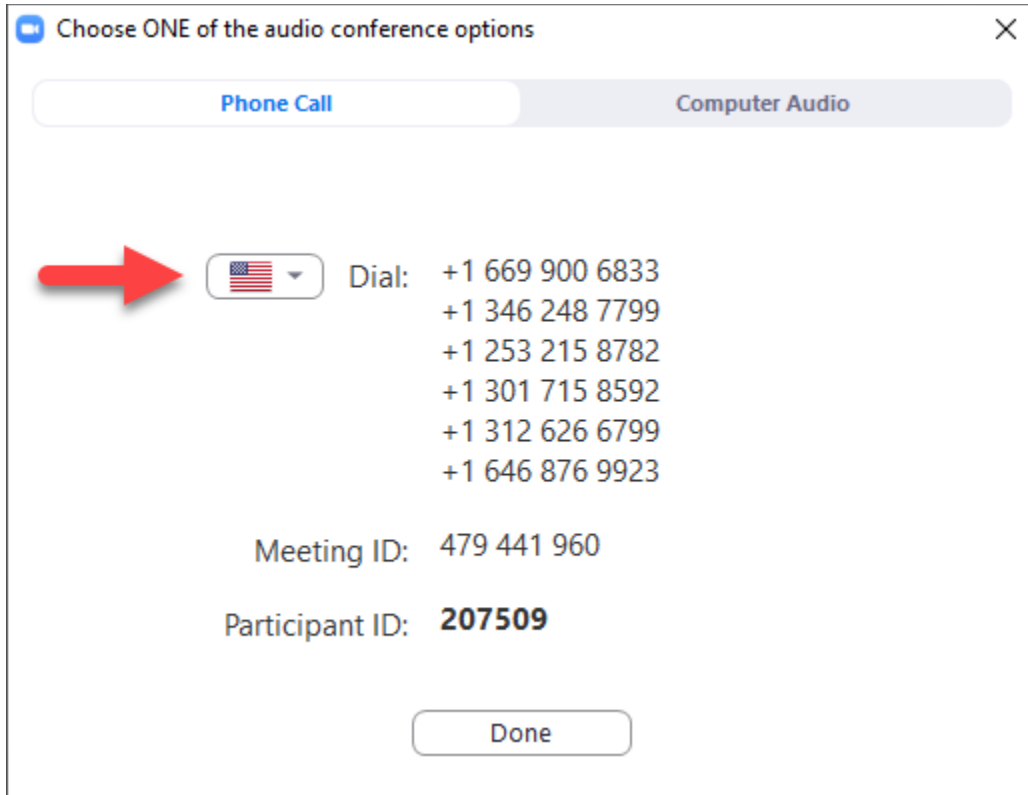 Choose ONE of the audio conference options
Phone Call Computer Audio
Dial: +1 669 900 6833
+1 346 248 7799
+1 253 215 8782
+1 301 715 8592
+1 312 626 6799
+1 646 876 9923
Meeting ID: 479 441 960
Participant ID: 207509
Done